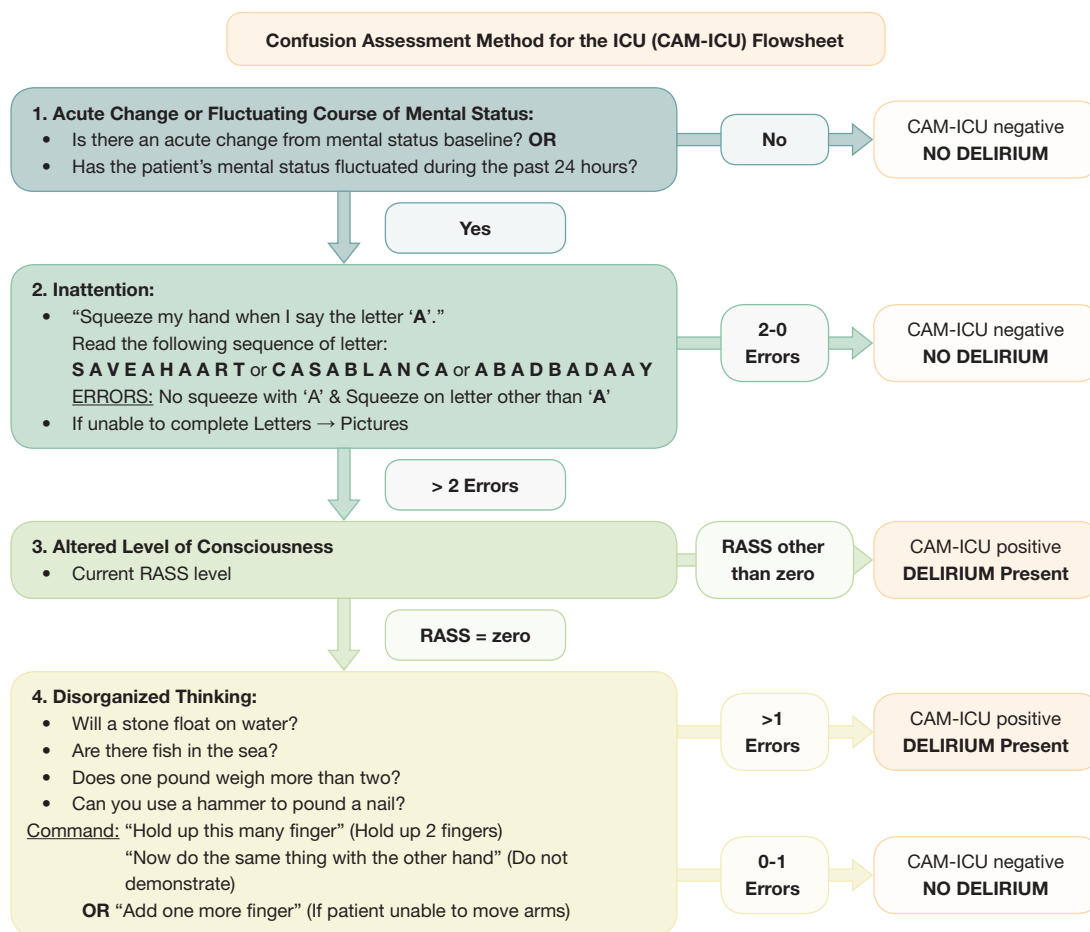 Confusion Assessment Method for the ICU (CAM-ICU) Flowsheet
1. Acute Change or Fluctuating Course of Mental Status:
• Is there an acute change from mental status baseline? OR
• Has the patient's mental status fluctuated during the past 24 hours?
No
CAM-ICU negative
NO DELIRIUM
Yes
2. Inattention:
• “Squeeze my hand when I say the letter ‘A’.”
Read the following sequence of letter:
S A V E A H A A R T or C A S A B L A N C A or A B A D B A D A A Y
ERRORS: No squeeze with ‘A’ & Squeeze on letter other than ‘A’
• If unable to complete Letters → Pictures
2-0
Errors
CAM-ICU negative
NO DELIRIUM
> 2 Errors
3. Altered Level of Consciousness
• Current RASS level
RASS other
than zero
CAM-ICU positive
DELIRIUM Present
RASS = zero
4. Disorganized Thinking:
• Will a stone float on water?
• Are there fish in the sea?
• Does one pound weigh more than two?
• Can you use a hammer to pound a nail?
Command: “Hold up this many finger” (Hold up 2 fingers)
“Now do the same thing with the other hand” (Do not
demonstrate)
OR “Add one more finger” (If patient unable to move arms)
>1
Errors
CAM-ICU positive
DELIRIUM Present
0-1
Errors
CAM-ICU negative
NO DELIRIUM